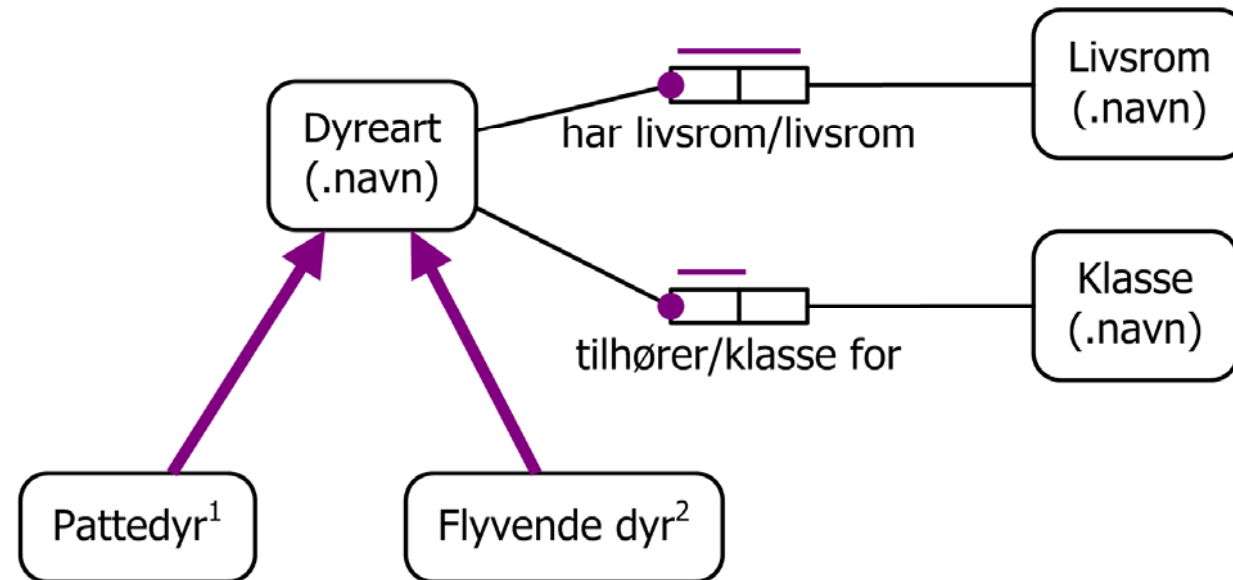 Livsrom
(.navn)
Dyreart
(.navn)
har livsrom/livsrom
Klasse
(.navn)
tilhører/klasse for
Pattedyr¹
Flyvende dyr²